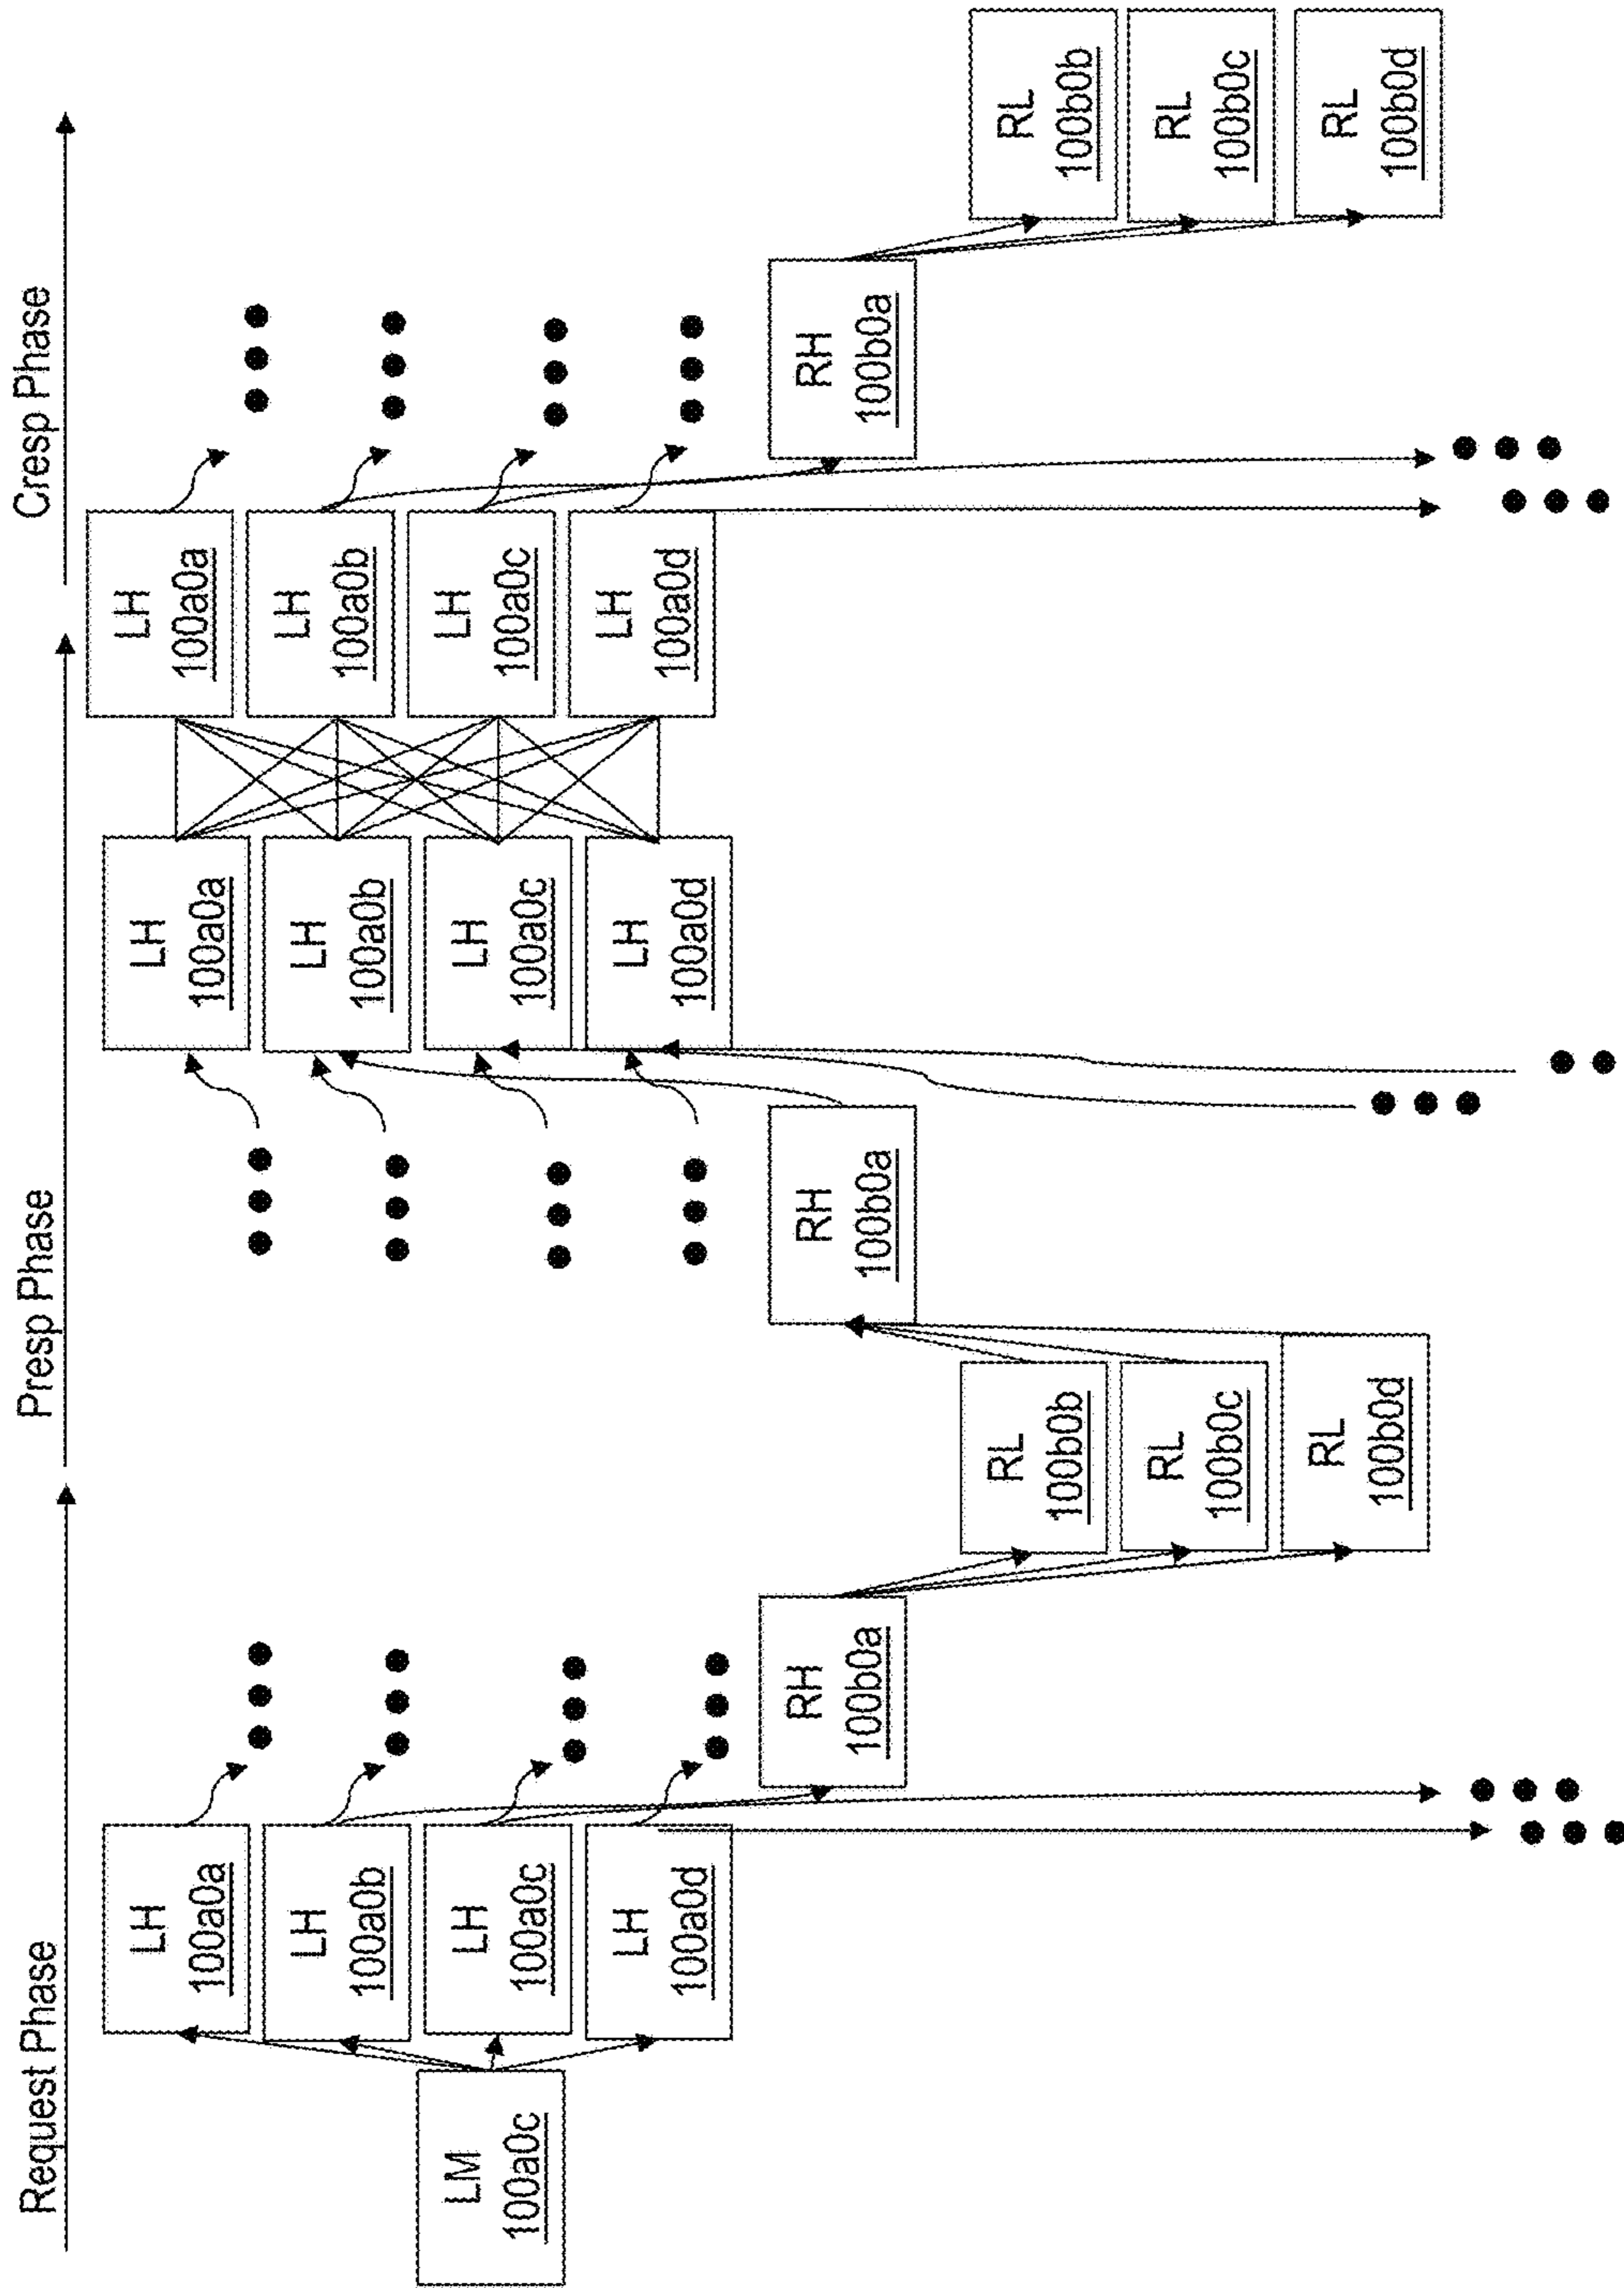 Request Phase
Presp Phase
Cresp Phase
LM
100a0c
LH
100a0a
LH
100a0b
LH
100a0c
LH
100a0d
RH
100b0a
RL
100b0b
RL
100b0c
RL
100b0d
RH
100b0a
LH
100a0a
LH
100a0b
LH
100a0c
LH
100a0d
LH
100a0a
LH
100a0b
LH
100a0c
LH
100a0d
RH
100b0a
RL
100b0b
RL
100b0c
RL
100b0d